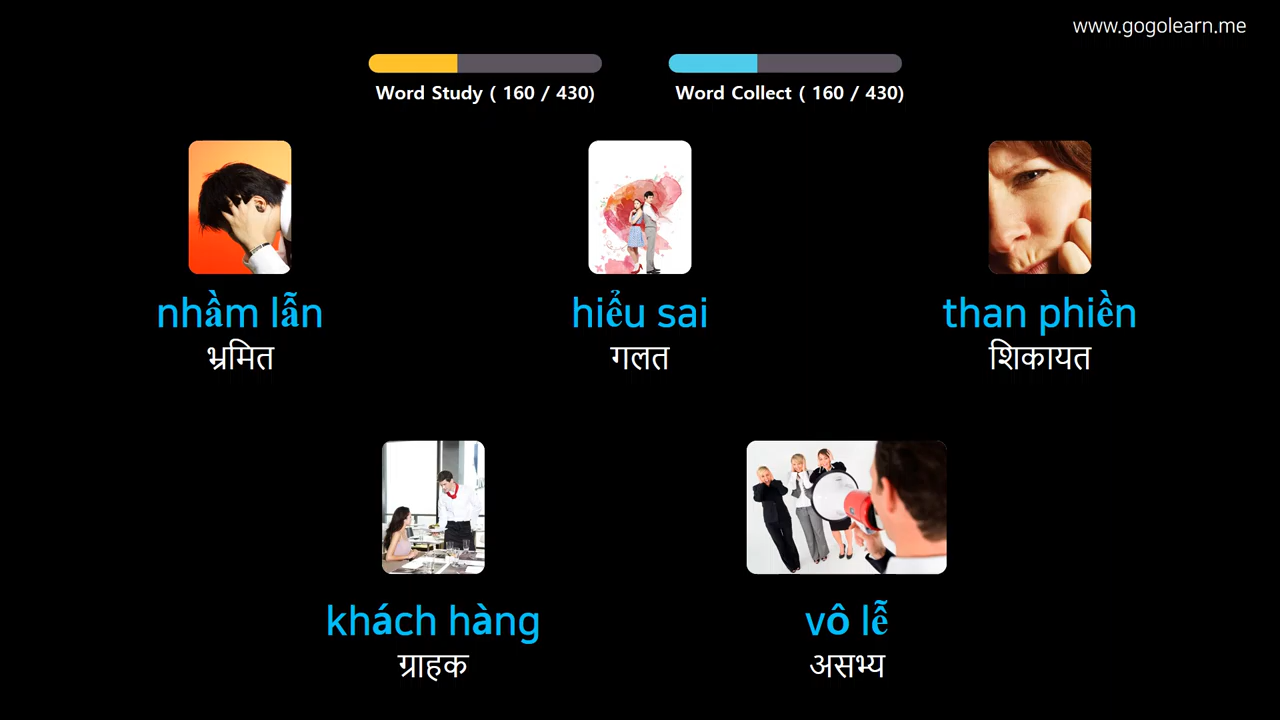 www.gogolearn.me
Word Study ( 160 / 430)
Word Collect ( 160 / 430)
nhầm lẫn
भ्रमित
hiểu sai
गलत
than phiền
शिकायत
khách hàng
ग्राहक
vô lễ
असभ्य